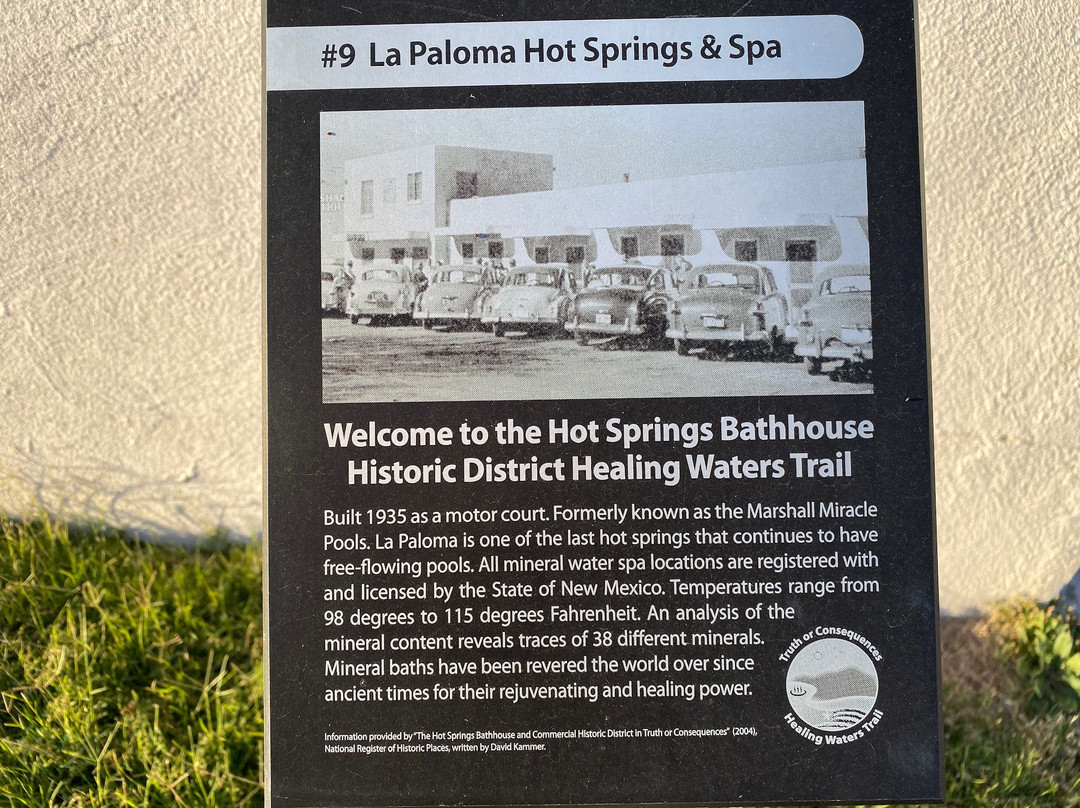 #9 La Paloma Hot Springs & Spa
Welcome to the Hot Springs Bathhouse
Historic District Healing Waters Trail
Built 1935 as a motor court. Formerly known as the Marshall Miracle
Pools. La Paloma is one of the last hot springs that continues to have
free-flowing pools. All mineral water spa locations are registered with
and licensed by the State of New Mexico. Temperatures range from
98 degrees to 115 degrees Fahrenheit. An analysis of the
mineral content reveals traces of 38 different minerals.
Mineral baths have been revered the world over since
ancient times for their rejuvenating and healing power.
Truth or Consequences
Healing Waters Trail
Information provided by "The Hot Springs Bathhouse and Commercial Historic District in Truth or Consequences" (2004),
National Register of Historic Places, written by David Kammer.